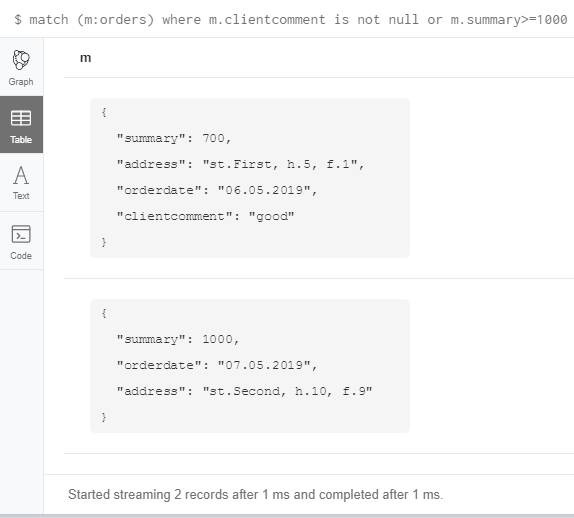 $ match (m:orders) where m.clientcomment is not null or m.summary>=1000
m
Graph
{
"summary": 700,
Table
"address": "st.First, h.5, f.1",
"orderdate": "06.05.2019",
Text
"clientcomment": "good"
}
Code
{
"summary": 1000,
"orderdate": "07.05.2019",
"address": "st.Second, h.10, f.9"
}
Started streaming 2 records after 1 ms and completed after 1 ms.